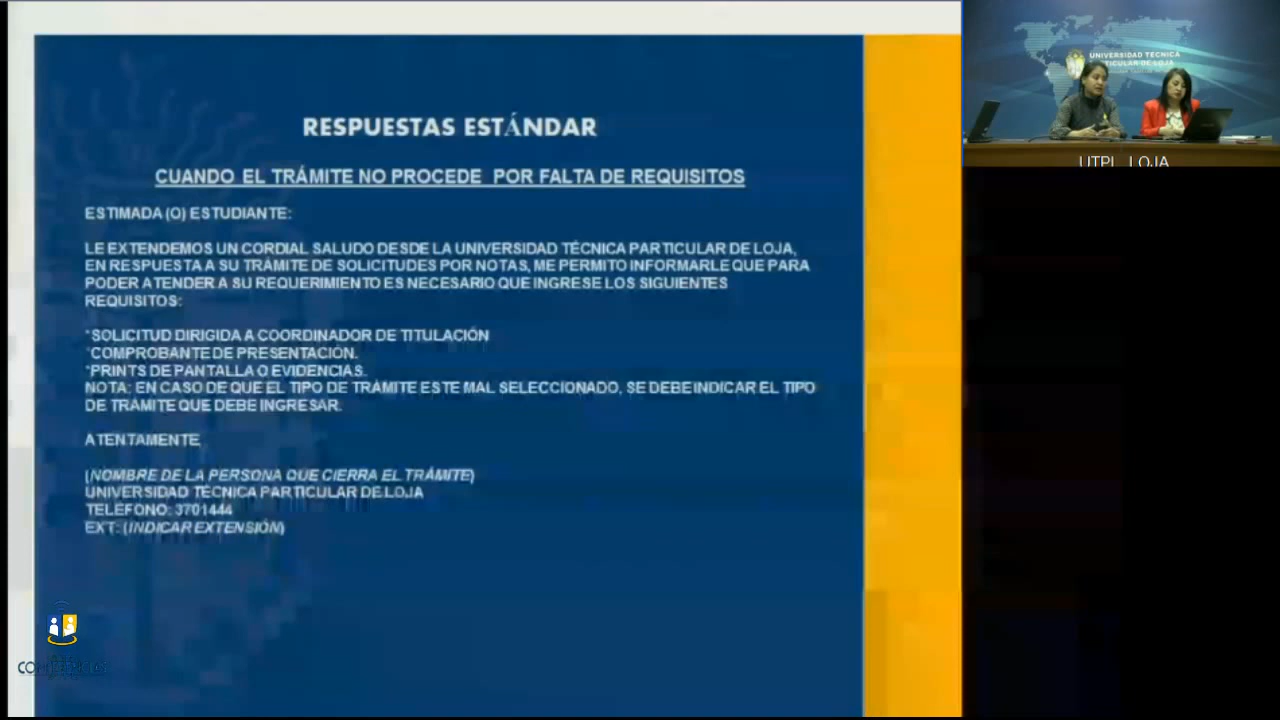 RESPUESTAS ESTÁNDAR
CUANDO EL TRÁMITE NO PROCEDE POR FALTA DE REQUISITOS
ESTIMADA (O) ESTUDIANTE:
LE EXTENDEMOS UN CORDIAL SALUDO DESDE LA UNIVERSIDAD TÉCNICA PARTICULAR DE LOJA,
EN RESPUESTA A SU TRÁMITE DE SOLICITUDES POR NOTAS, ME PERMITO INFORMARLE QUE PARA
PODER ATENDER A SU REQUERIMIENTO ES NECESARIO QUE INGRESE LOS SIGUIENTES
REQUISITOS:
*SOLICITUD DIRIGIDA A COORDINADOR DE TITULACIÓN
*COMPROBANTE DE PRESENTACIÓN.
*PRINTS DE PANTALLA O EVIDENCIAS.
NOTA: EN CASO DE QUE EL TIPO DE TRÁMITE ESTE MAL SELECCIONADO, SE DEBE INDICAR EL TIPO
DE TRÁMITE QUE DEBE INGRESAR.
ATENTAMENTE
(NOMBRE DE LA PERSONA QUE CIERRA EL TRÁMITE)
UNIVERSIDAD TÉCNICA PARTICULAR DE LOJA
TELÉFONO: 3701444
EXT: (INDICAR EXTENSIÓN)
UNIVERSIDAD TÉCNICA
PARTICULAR DE LOJA
UTPL LOJA